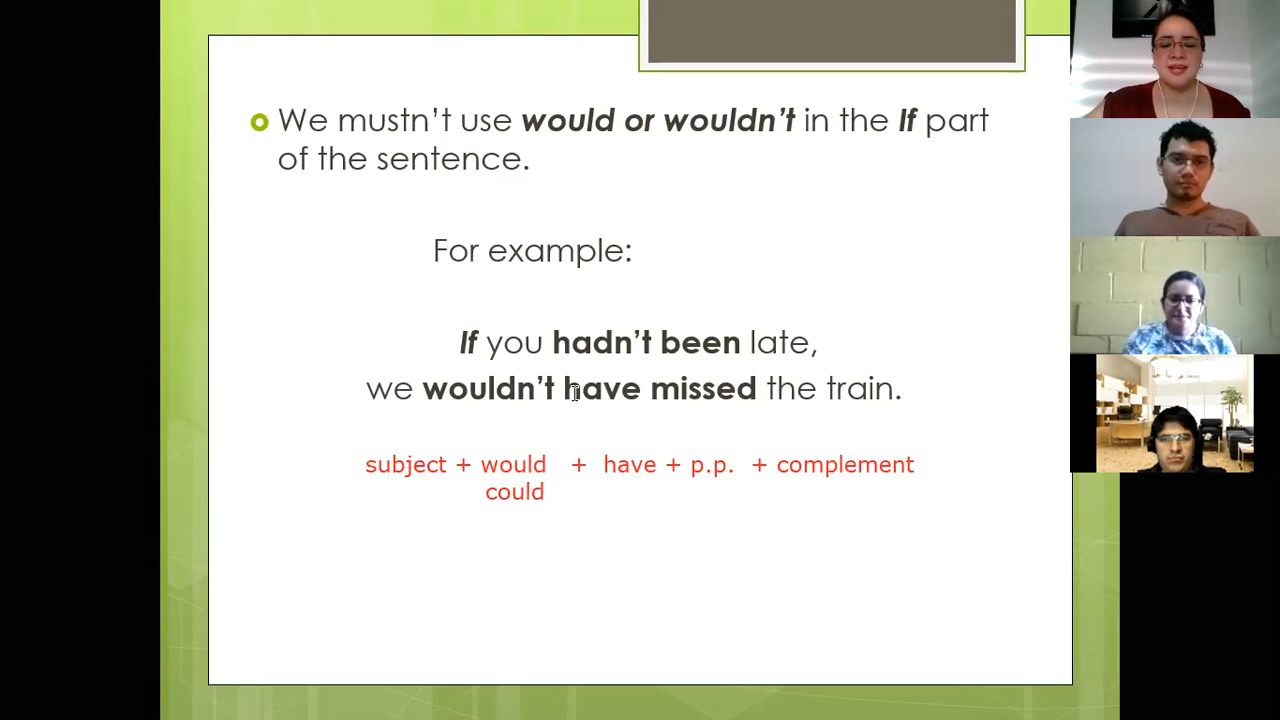 We mustn't use would or wouldn't in the If part
of the sentence.
For example:
If you hadn't been late,
we wouldn't have missed the train.
subject + would + have + p.p. + complement
could